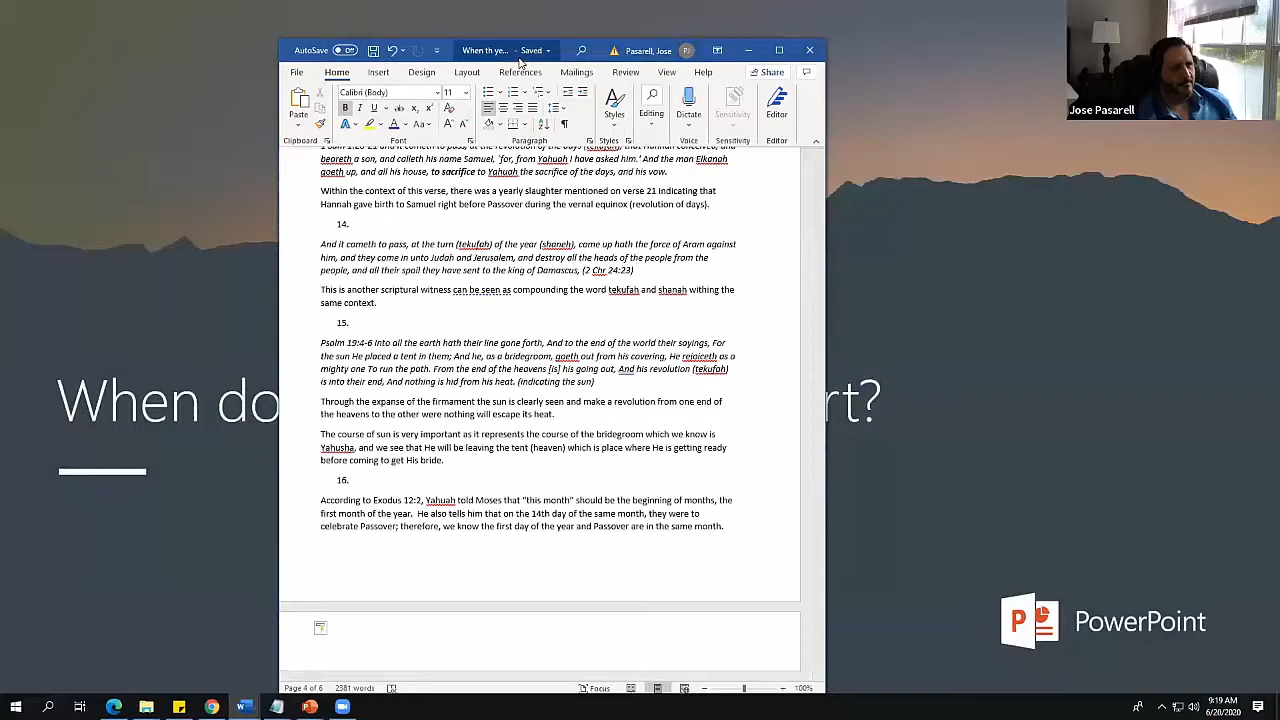 AutoSave Off When th ye... - Saved Pasarell, Jose PJ
File Home Insert Design Layout References Mailings Review View Help Share
Calibri (Body) 11
Paste Styles Editing Dictate Sensitivity Editor
Clipboard Font Paragraph Styles Voice Sensitivity Editor
beareth a son, and calleth his name Samuel, `for, from Yahuah I have asked him.' And the man Elkanah
goeth up, and all his house, to sacrifice to Yahuah the sacrifice of the days, and his vow.
Within the context of this verse, there was a yearly slaughter mentioned on verse 21 indicating that
Hannah gave birth to Samuel right before Passover during the vernal equinox (revolution of days).
14.
And it cometh to pass, at the turn (tekufah) of the year (shaneh), come up hath the force of Aram against
him, and they come in unto Judah and Jerusalem, and destroy all the heads of the people from the
people, and all their spoil they have sent to the king of Damascus, (2 Chr 24:23)
This is another scriptural witness can be seen as compounding the word tekufah and shanah withing the
same context.
15.
Psalm 19:4-6 Into all the earth hath their line gone forth, And to the end of the world their sayings, For
the sun He placed a tent in them; And he, as a bridegroom, goeth out from his covering, He rejoiceth as a
mighty one To run the path. From the end of the heavens [is] his going out, And his revolution (tekufah)
is into their end, And nothing is hid from his heat. (indicating the sun)
Through the expanse of the firmament the sun is clearly seen and make a revolution from one end of
the heavens to the other were nothing will escape its heat.
The course of sun is very important as it represents the course of the bridegroom which we know is
Yahusha, and we see that He will be leaving the tent (heaven) which is place where He is getting ready
before coming to get His bride.
16.
According to Exodus 12:2, Yahuah told Moses that "this month" should be the beginning of months, the
first month of the year. He also tells him that on the 14th day of the same month, they were to
celebrate Passover; therefore, we know the first day of the year and Passover are in the same month.
Page 4 of 6 2381 words Focus 100%
When do
rt?
Jose Pasarell
P PowerPoint
9:19 AM
6/20/2020